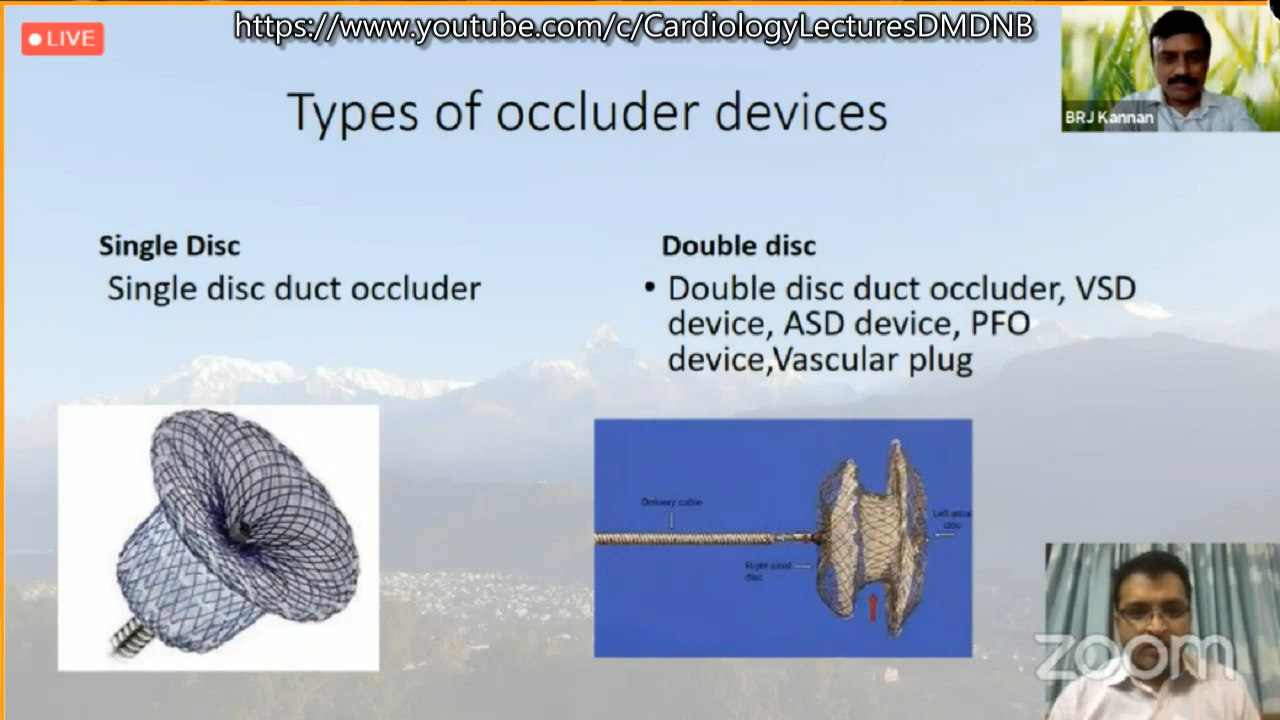 LIVE
https://www.youtube.com/c/CardiologyLecturesDMDNB
BRJ Kannan
Types of occluder devices
Single Disc
Single disc duct occluder
Double disc
• Double disc duct occluder, VSD
device, ASD device, PFO
device,Vascular plug
Delivery cable
Left atrial
disc
Right atrial
disc
zoom